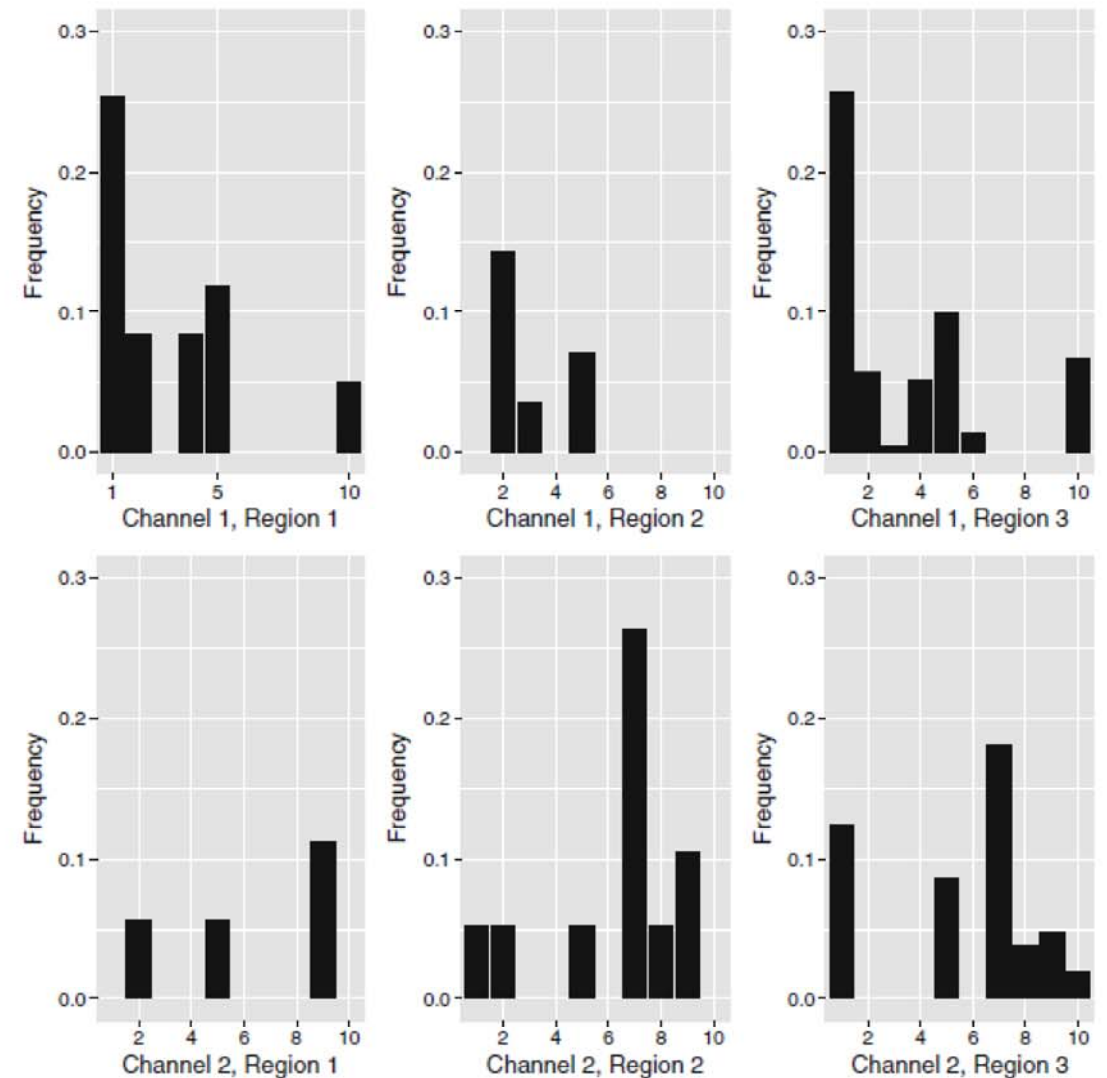 0.3
0.2
0.1
0.0
Frequency
1 5 10
Channel 1, Region 1
0.3
0.2
0.1
0.0
Frequency
2 4 6 8 10
Channel 1, Region 2
0.3
0.2
0.1
0.0
Frequency
2 4 6 8 10
Channel 1, Region 3
0.3
0.2
0.1
0.0
Frequency
2 4 6 8 10
Channel 2, Region 1
0.3
0.2
0.1
0.0
Frequency
2 4 6 8 10
Channel 2, Region 2
0.3
0.2
0.1
0.0
Frequency
2 4 6 8 10
Channel 2, Region 3